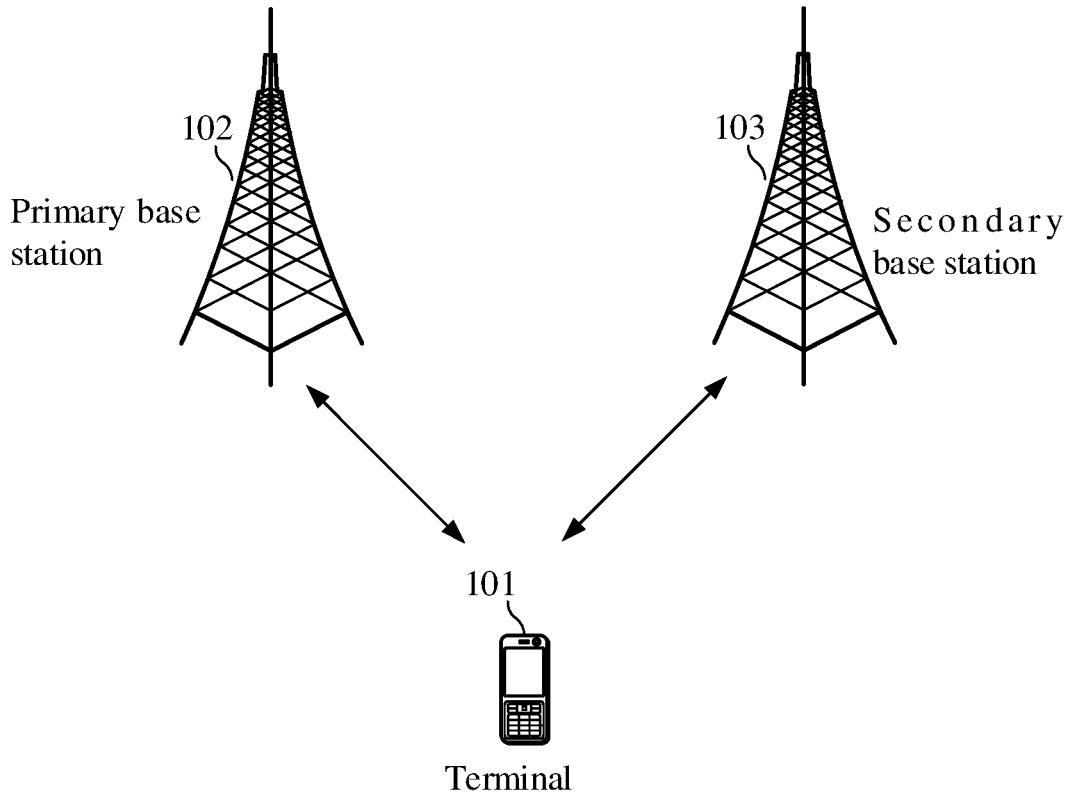 102
Primary base
station
103
Secondary
base station
101
Terminal